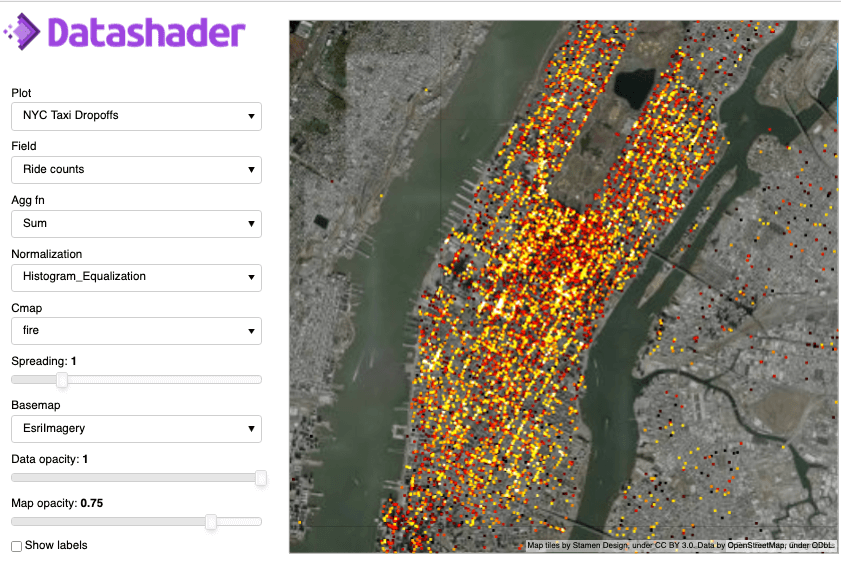 Datashader
Plot
NYC Taxi Dropoffs
Field
Ride counts
Agg fn
Sum
Normalization
Histogram_Equalization
Cmap
fire
Spreading: 1
Basemap
EsriImagery
Data opacity: 1
Map opacity: 0.75
Show labels
Map tiles by Stamen Design, under CC BY 3.0. Data by OpenStreetMap, under ODbL.